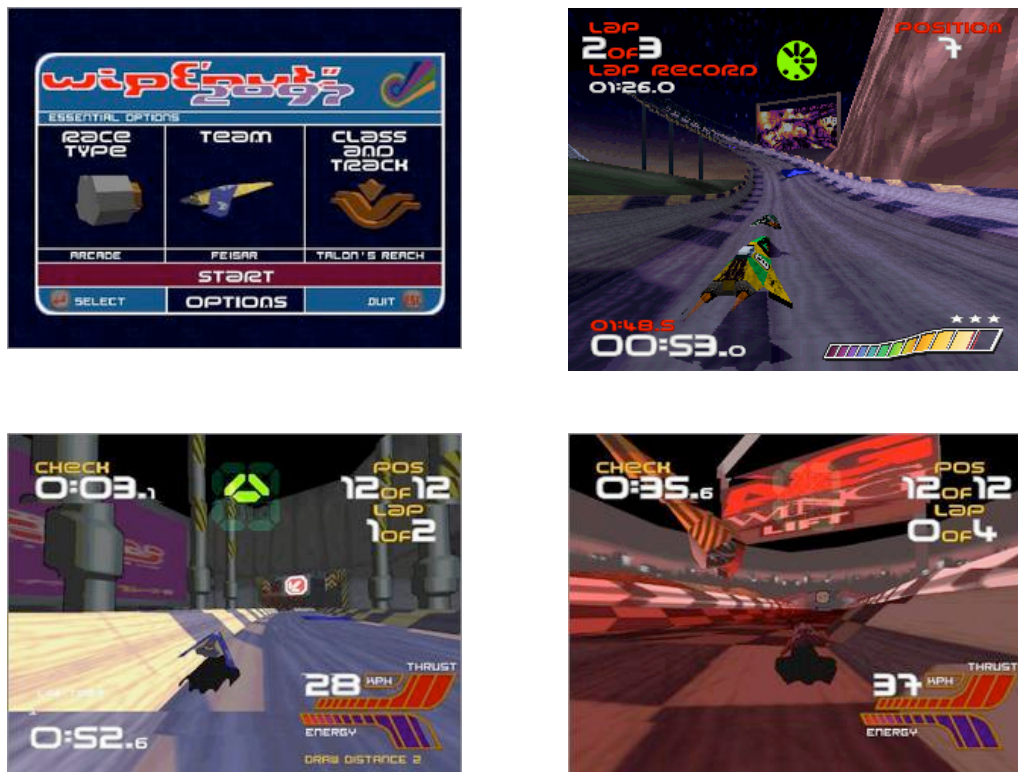 wipE'out"
2097
ESSENTIAL OPTIONS
RACE TYPE
TEAM
CLASS AND TRACK
ARCADE
FEISAR
TALON'S REACH
START
SELECT
OPTIONS
QUIT
ESC
LAP
2 OF 3
LAP RECORD
01:26.0
POSITION
7
01:48.5
00:53.0
CHECK
0:03.1
POS
12 OF 12
LAP
1 OF 2
28 KPH
THRUST
ENERGY
0:52.6
DRAW DISTANCE 2
CHECK
0:35.6
POS
12 OF 12
LAP
0 OF 4
37 KPH
THRUST
ENERGY